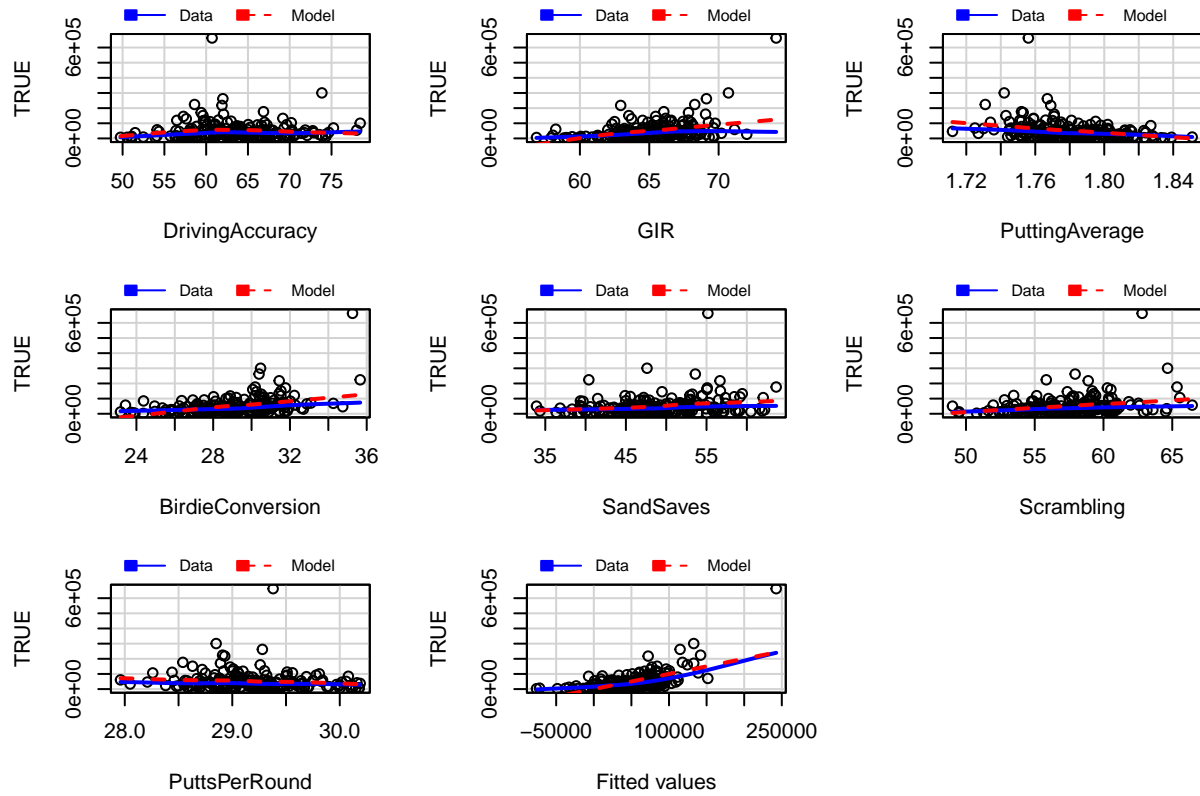 Data Model
TRUE
0e+00 6e+05
50 55 60 65 70 75
DrivingAccuracy
Data Model
TRUE
0e+00 6e+05
60 65 70
GIR
Data Model
TRUE
0e+00 6e+05
1.72 1.76 1.80 1.84
PuttingAverage
Data Model
TRUE
0e+00 6e+05
24 28 32 36
BirdieConversion
Data Model
TRUE
0e+00 6e+05
35 45 55
SandSaves
Data Model
TRUE
0e+00 6e+05
50 55 60 65
Scrambling
Data Model
TRUE
0e+00 6e+05
28.0 29.0 30.0
PuttsPerRound
Data Model
TRUE
0e+00 6e+05
−50000 100000 250000
Fitted values